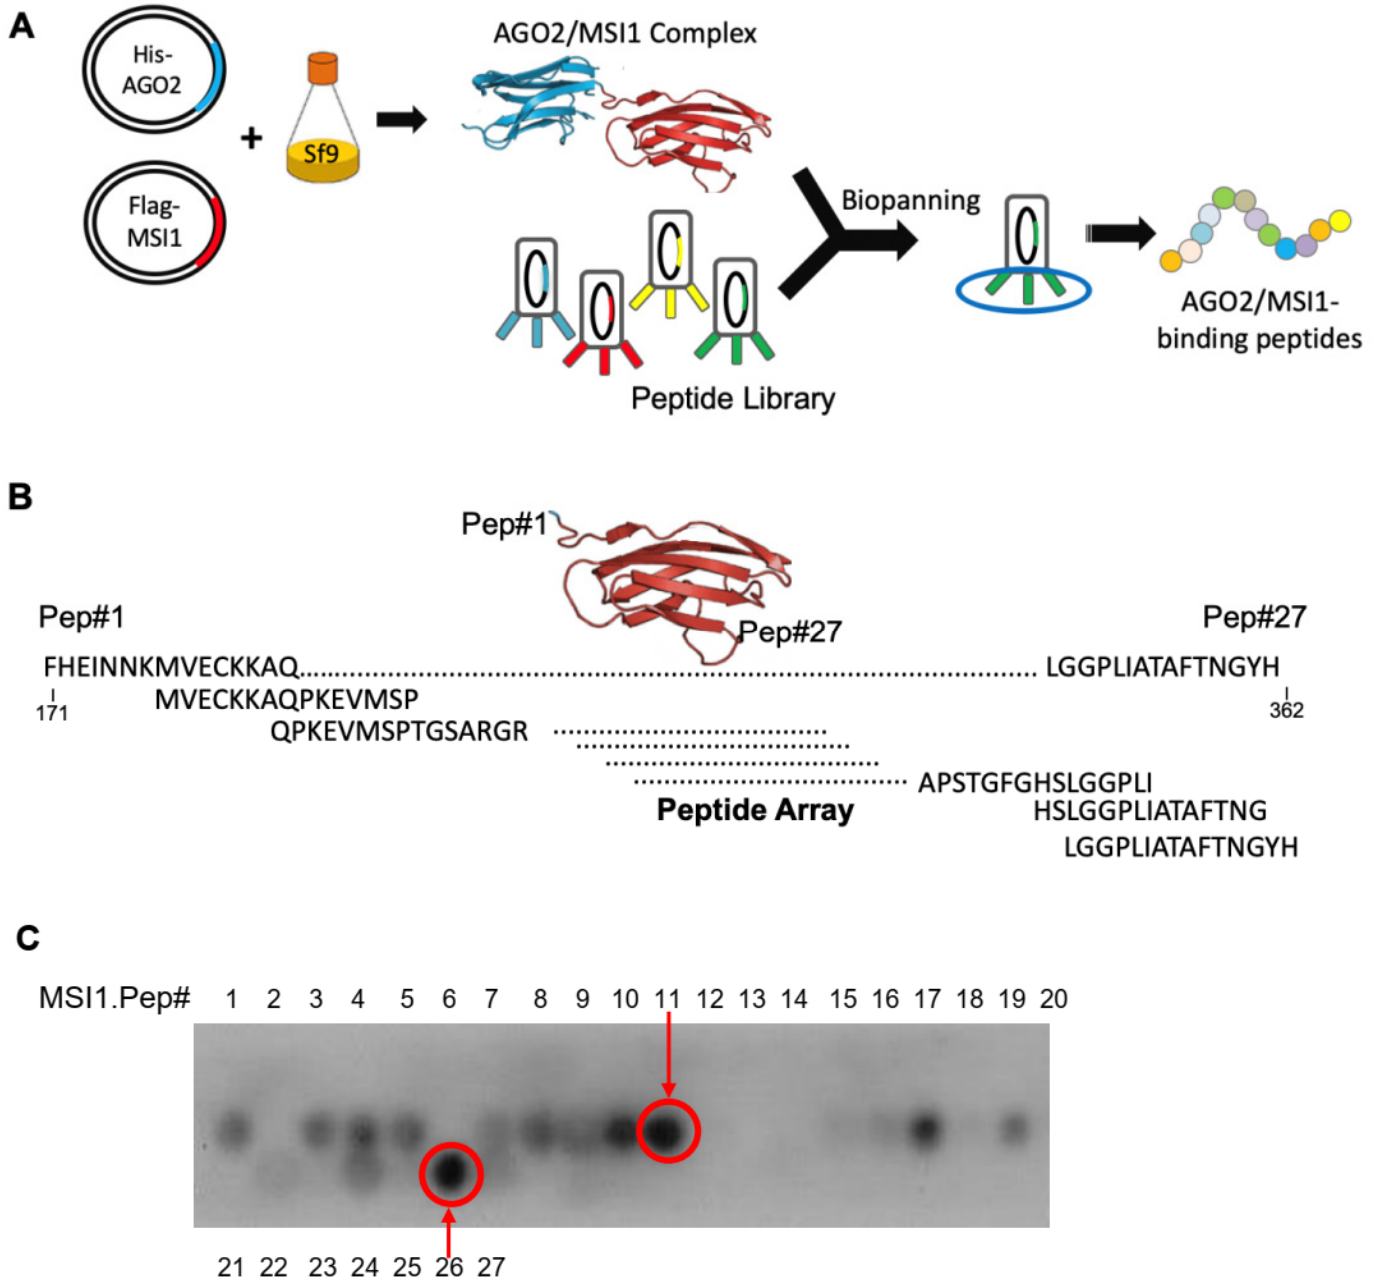 A
His-
AGO2
+
Sf9
Flag-
MSI1
AGO2/MSI1 Complex
Biopanning
Peptide Library
AGO2/MSI1-
binding peptides
B
Pep#1
Pep#27
Pep#1
Pep#27
FHEINNKMVECKKAQ
LGGPLIATAFTNGYH
171
MVECKKAQPKEVMSP
362
QPKEVMSPTGSARGR
APSTGFGHSLGGPLI
Peptide Array
HSLGGPLIATAFTNG
LGGPLIATAFTNGYH
C
MSI1.Pep# 1 2 3 4 5 6 7 8 9 10 11 12 13 14 15 16 17 18 19 20
21 22 23 24 25 26 27